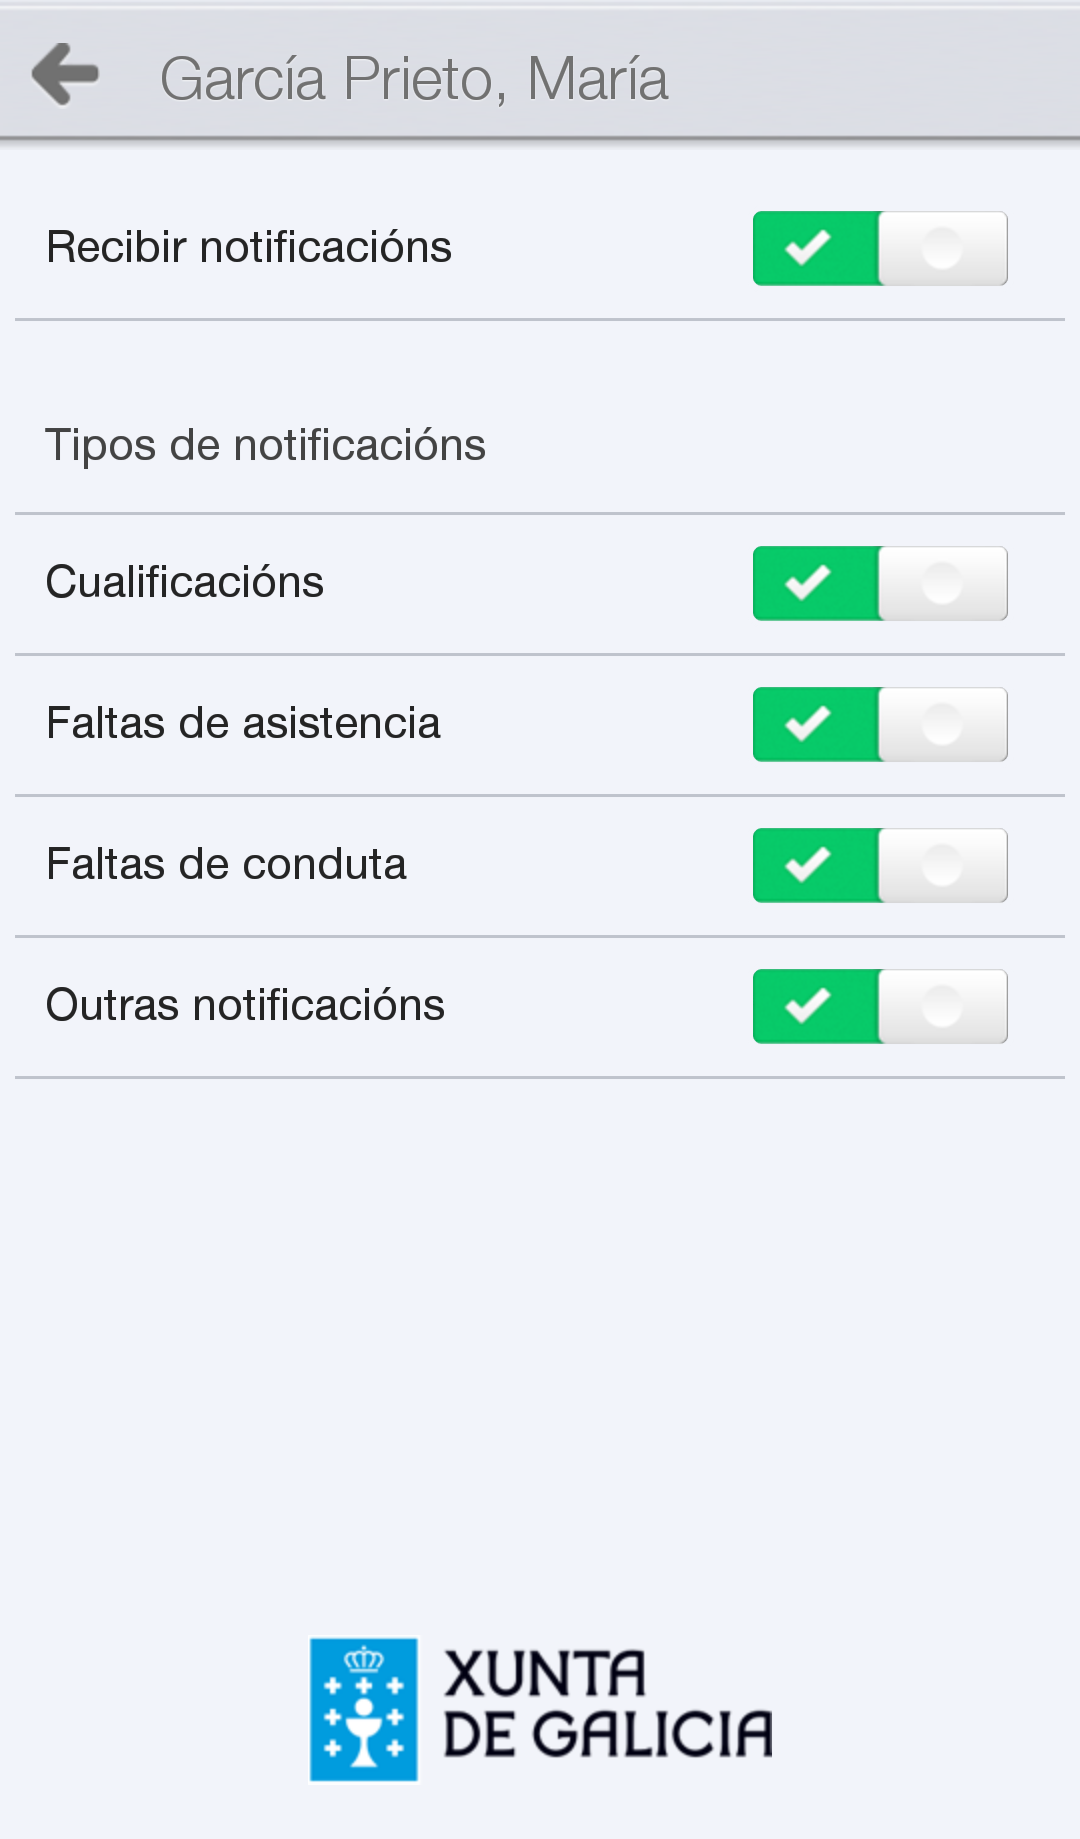 García Prieto, María
Recibir notificacións
Tipos de notificacións
Cualificacións
Faltas de asistencia
Faltas de conduta
Outras notificacións
XUNTA
DE GALICIA